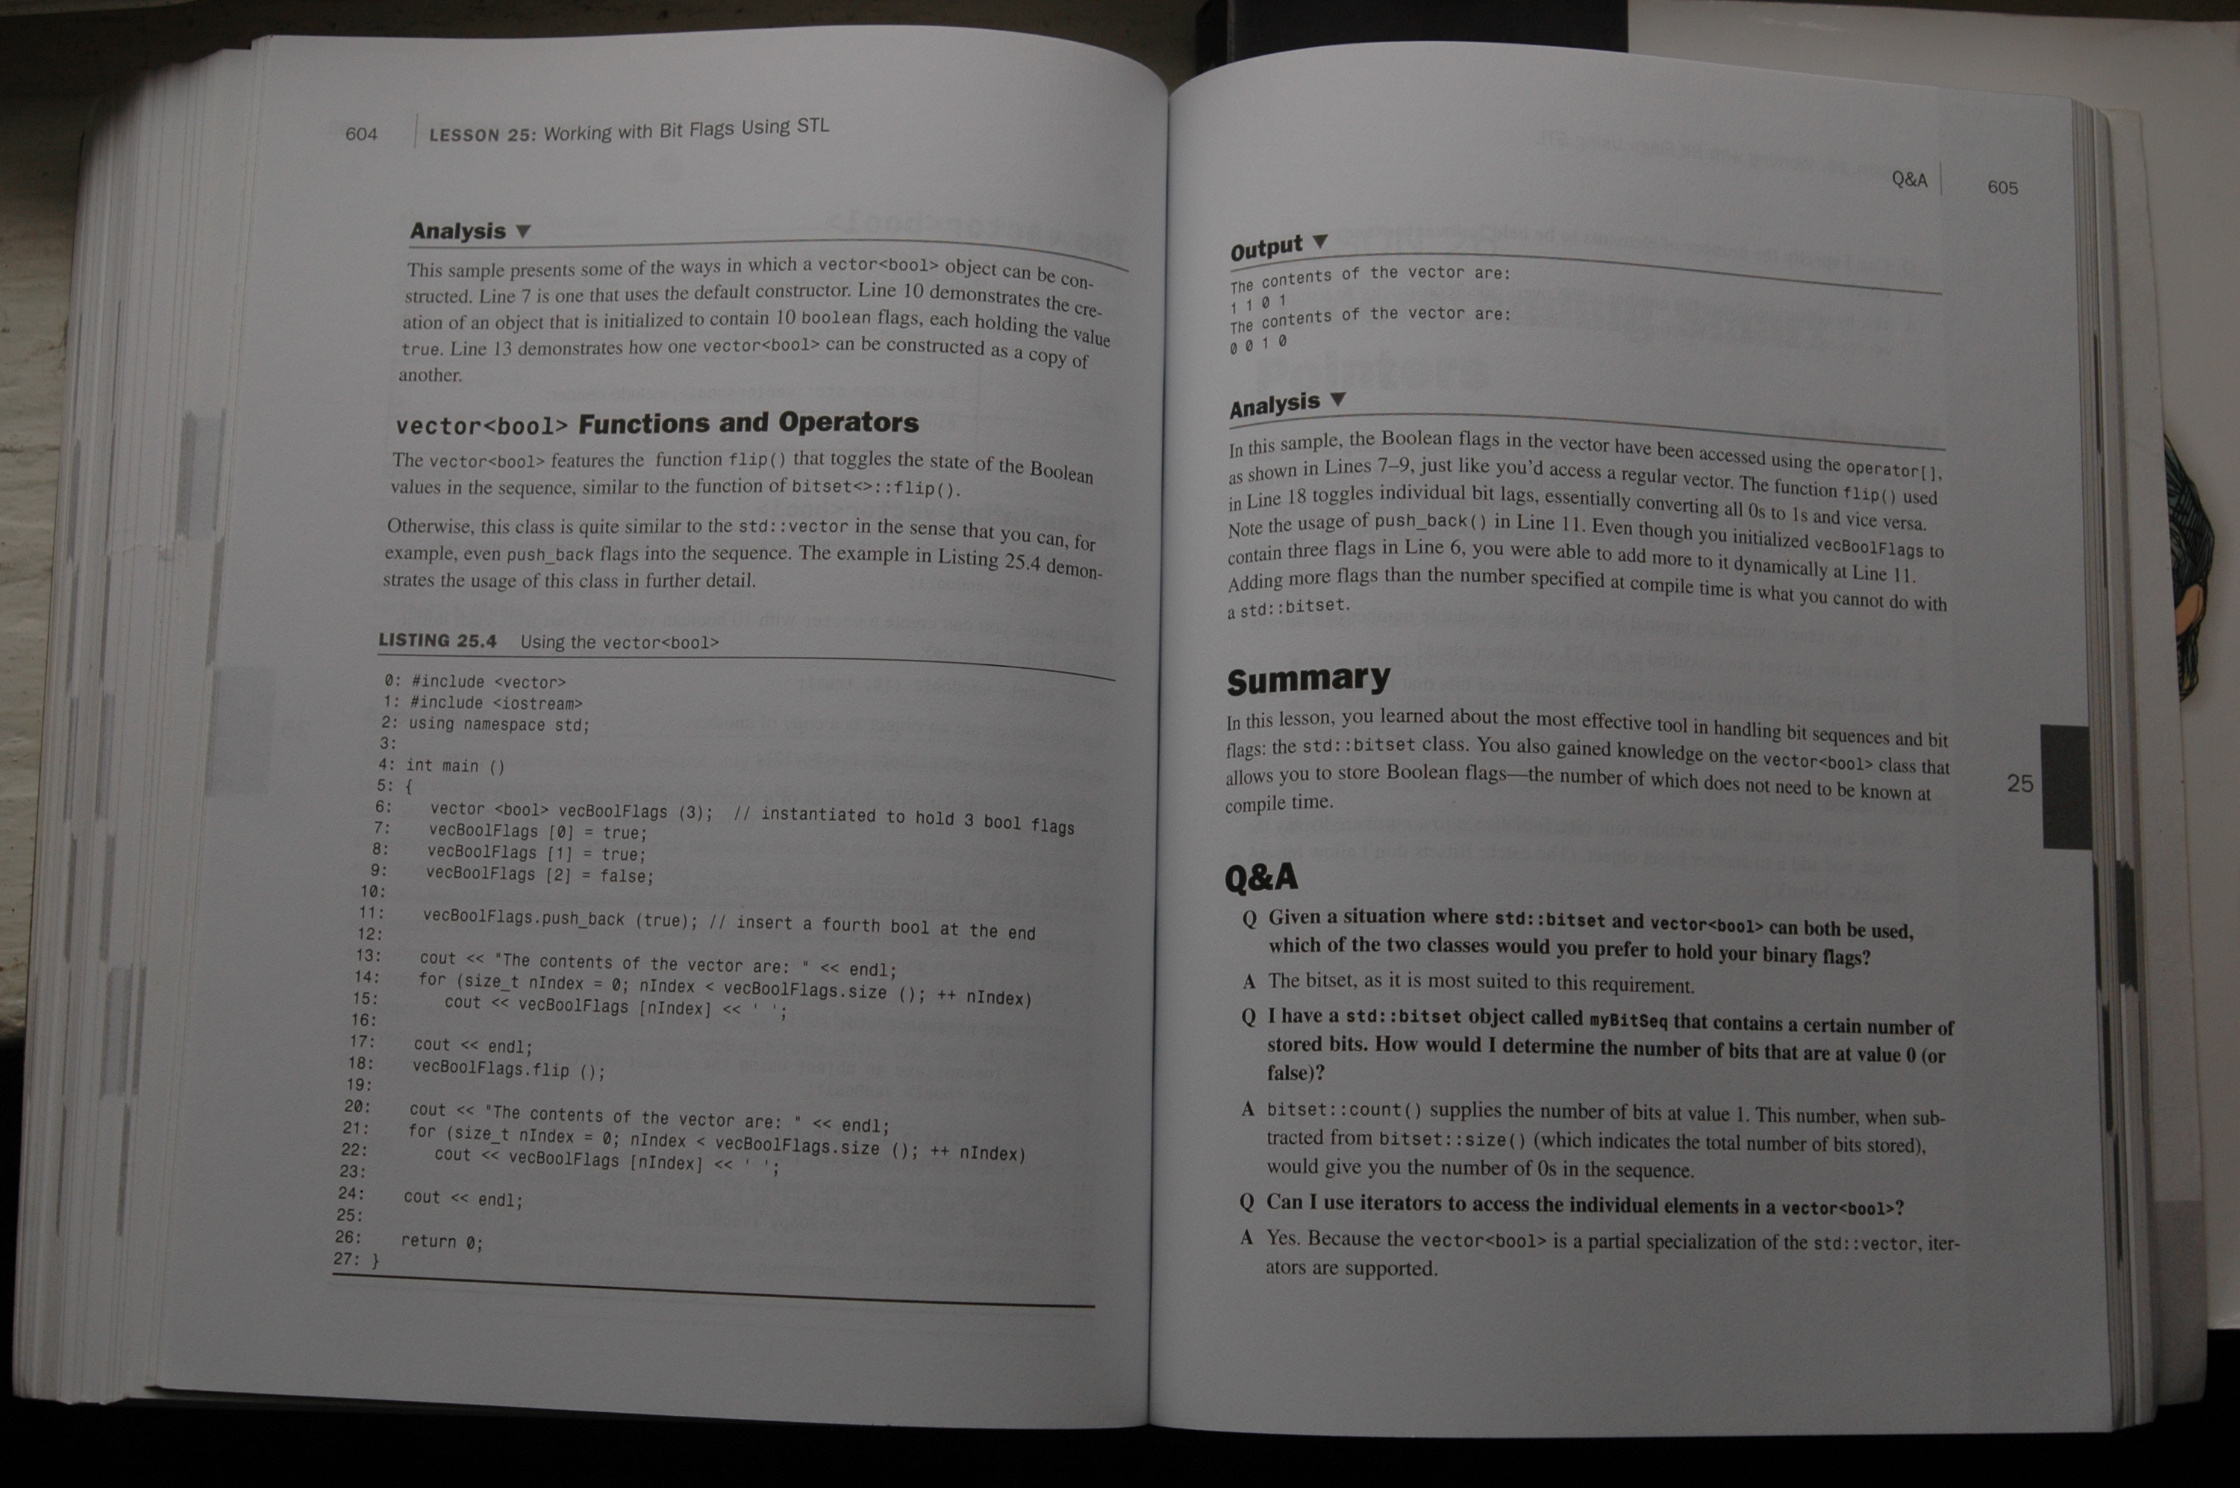 604 LESSON 25: Working with Bit Flags Using STL
Analysis ▼
This sample presents some of the ways in which a vector<bool> object can be con-
structed. Line 7 is one that uses the default constructor. Line 10 demonstrates the cre-
ation of an object that is initialized to contain 10 boolean flags, each holding the value
true. Line 13 demonstrates how one vector<bool> can be constructed as a copy of
another.
vector<bool> Functions and Operators
The vector<bool> features the function flip() that toggles the state of the Boolean
values in the sequence, similar to the function of bitset<>::flip().
Otherwise, this class is quite similar to the std::vector in the sense that you can, for
example, even push_back flags into the sequence. The example in Listing 25.4 demon-
strates the usage of this class in further detail.
LISTING 25.4 Using the vector<bool>
0: #include <vector>
1: #include <iostream>
2: using namespace std;
3:
4: int main ()
5: {
6: vector <bool> vecBoolFlags (3); // instantiated to hold 3 bool flags
7: vecBoolFlags [0] = true;
8: vecBoolFlags [1] = true;
9: vecBoolFlags [2] = false;
10:
11: vecBoolFlags.push_back (true); // insert a fourth bool at the end
12:
13: cout << "The contents of the vector are: " << endl;
14: for (size_t nIndex = 0; nIndex < vecBoolFlags.size (); ++ nIndex)
15: cout << vecBoolFlags [nIndex] << ' ';
16:
17: cout << endl;
18: vecBoolFlags.flip ();
19:
20: cout << "The contents of the vector are: " << endl;
21: for (size_t nIndex = 0; nIndex < vecBoolFlags.size (); ++ nIndex)
22: cout << vecBoolFlags [nIndex] << ' ';
23:
24: cout << endl;
25:
26: return 0;
27: }
Q&A 605
Output ▼
The contents of the vector are:
1 1 0 1
The contents of the vector are:
0 0 1 0
Analysis ▼
In this sample, the Boolean flags in the vector have been accessed using the operator[],
as shown in Lines 7–9, just like you'd access a regular vector. The function flip() used
in Line 18 toggles individual bit lags, essentially converting all 0s to 1s and vice versa.
Note the usage of push_back() in Line 11. Even though you initialized vecBoolFlags to
contain three flags in Line 6, you were able to add more to it dynamically at Line 11.
Adding more flags than the number specified at compile time is what you cannot do with
a std::bitset.
Summary
In this lesson, you learned about the most effective tool in handling bit sequences and bit
flags: the std::bitset class. You also gained knowledge on the vector<bool> class that
allows you to store Boolean flags—the number of which does not need to be known at
compile time.
25
Q&A
Q Given a situation where std::bitset and vector<bool> can both be used,
which of the two classes would you prefer to hold your binary flags?
A The bitset, as it is most suited to this requirement.
Q I have a std::bitset object called myBitSeq that contains a certain number of
stored bits. How would I determine the number of bits that are at value 0 (or
false)?
A bitset::count() supplies the number of bits at value 1. This number, when sub-
tracted from bitset::size() (which indicates the total number of bits stored),
would give you the number of 0s in the sequence.
Q Can I use iterators to access the individual elements in a vector<bool>?
A Yes. Because the vector<bool> is a partial specialization of the std::vector, iter-
ators are supported.